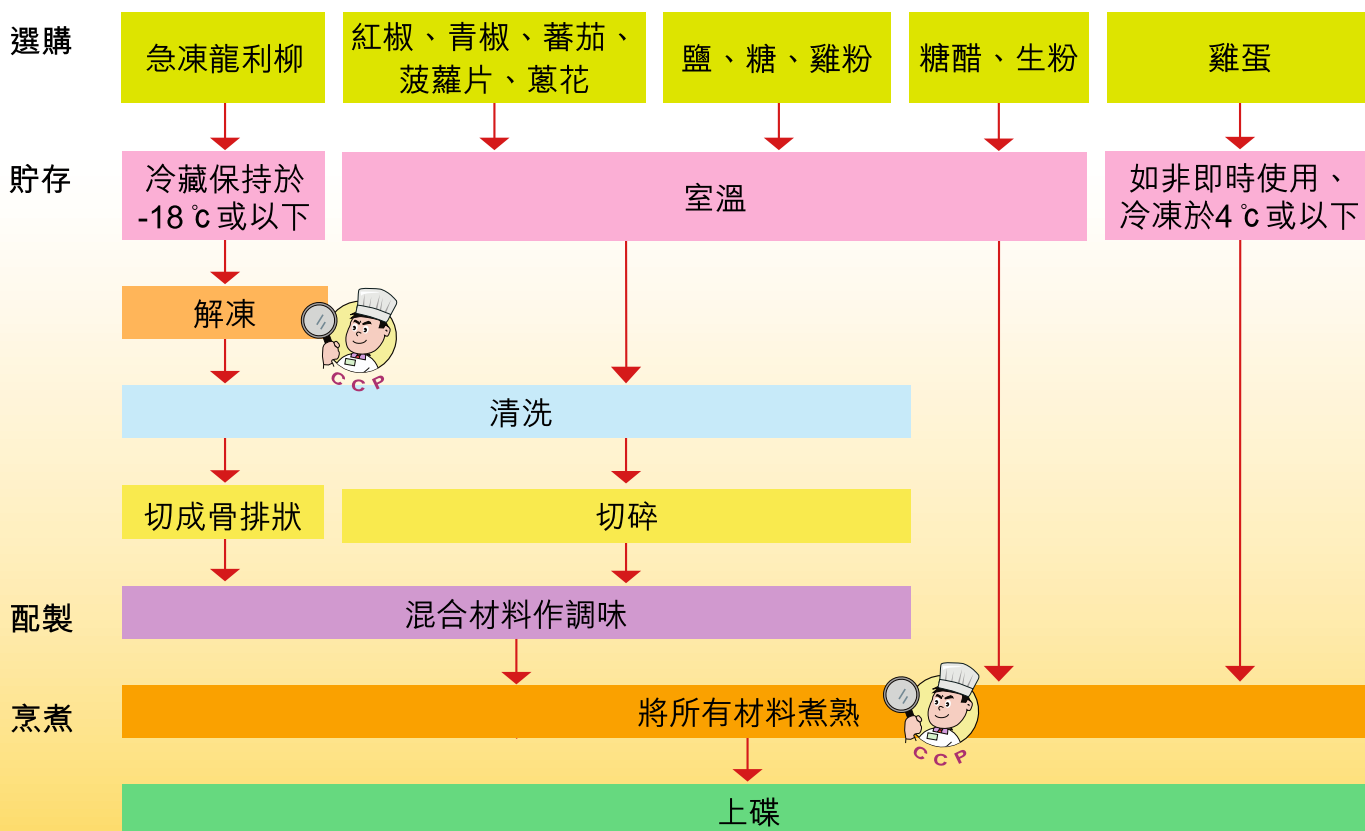 選購
急凍龍利柳
紅椒、青椒、蕃茄、
菠蘿片、蔥花
鹽、糖、雞粉
糖醋、生粉
雞蛋
貯存
冷藏保持於
-18℃或以下
室溫
如非即時使用、
冷凍於4℃或以下
解凍
CCP
清洗
切成骨排狀
切碎
配製
混合材料作調味
烹煮
將所有材料煮熟
CCP
上碟